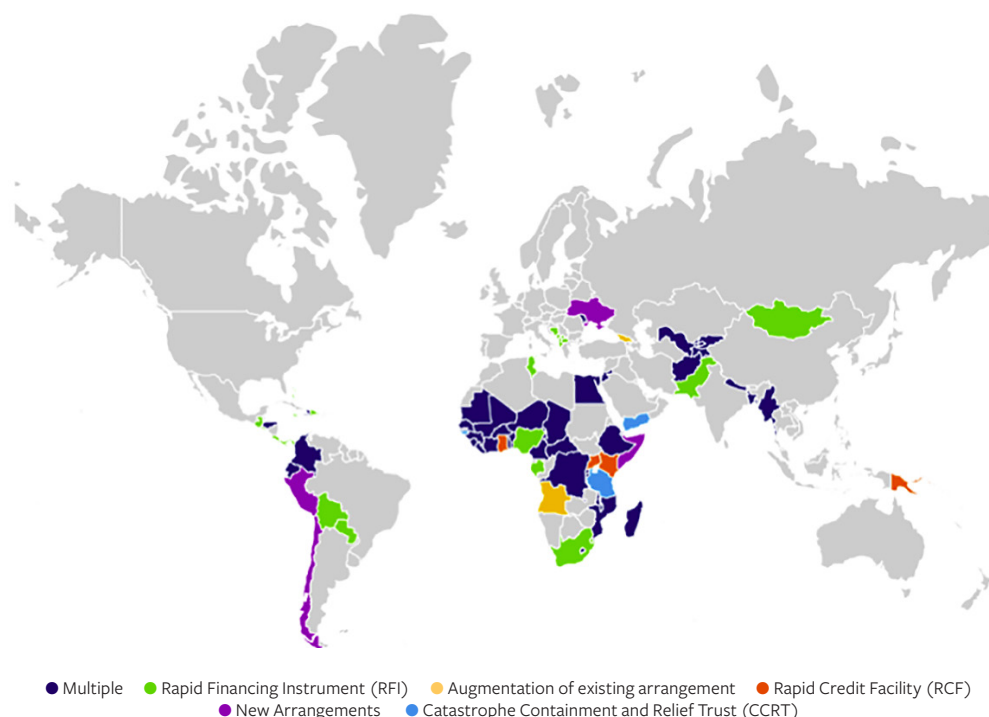 Multiple Rapid Financing Instrument (RFI) Augmentation of existing arrangement Rapid Credit Facility (RCF)
New Arrangements Catastrophe Containment and Relief Trust (CCRT)